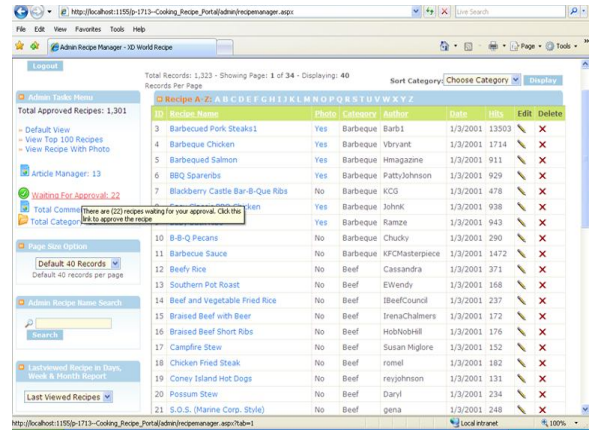 http://localhost:1155/p-1713--Cooking_Recipe_Portal/admin/recipemanager.aspx
Live Search
File Edit View Favorites Tools Help
Admin Recipe Manager - XD World Recipe
Page Tools
Logout
Total Records: 1,323 - Showing Page: 1 of 34 - Displaying: 40
Records Per Page
Sort Category: Choose Category Display
Admin Tasks Menu
Total Approved Recipes: 1,301
Default View
View Top 100 Recipes
View Recipe With Photo
Article Manager: 13
Waiting For Approval: 22
Total Comme
Total Categor
There are (22) recipes waiting for your approval. Click this
link to approve the recipe
Page Size Option
Default 40 Records
Default 40 records per page
Admin Recipe Name Search
Search
Lastviewed Recipe in Days,
Week & Month Report
Last Viewed Recipes
Recipe A-Z: A B C D E F G H I J K L M N O P Q R S T U V W X Y Z
ID Recipe Name Photo Category Author Date Hits Edit Delete
3 Barbecued Pork Steaks1 Yes Barbeque Barb1 1/3/2001 13503
4 Barbeque Chicken Yes Barbeque Vbryant 1/3/2001 1714
5 Barbequed Salmon Yes Barbeque Hmagazine 1/3/2001 911
6 BBQ Spareribs Yes Barbeque PattyJohnson 1/3/2001 929
7 Blackberry Castle Bar-B-Que Ribs No Barbeque KCG 1/3/2001 478
Chicken Yes Barbeque JohnK 1/3/2001 938
Yes Barbeque Ramze 1/3/2001 943
10 B-B-Q Pecans No Barbeque Chucky 1/3/2001 290
11 Barbecue Sauce No Barbeque KFCMasterpiece 1/3/2001 1472
12 Beefy Rice No Beef Cassandra 1/3/2001 371
13 Southern Pot Roast No Beef EWendy 1/3/2001 168
14 Beef and Vegetable Fried Rice No Beef IBeefCouncil 1/3/2001 237
15 Braised Beef with Beer No Beef IrenaChalmers 1/3/2001 172
16 Braised Beef Short Ribs No Beef HobNobHill 1/3/2001 176
17 Campfire Stew No Beef Susan Miglore 1/3/2001 152
18 Chicken Fried Steak No Beef romel 1/3/2001 182
19 Coney Island Hot Dogs No Beef reyjohnson 1/3/2001 131
20 Possum Stew No Beef Daryl 1/3/2001 234
21 S.O.S. (Marine Corp. Style) No Beef gena 1/3/2001 248
http://localhost:1155/p-1713--Cooking_Recipe_Portal/admin/recipemanager.aspx?tab=1
Local intranet
100%